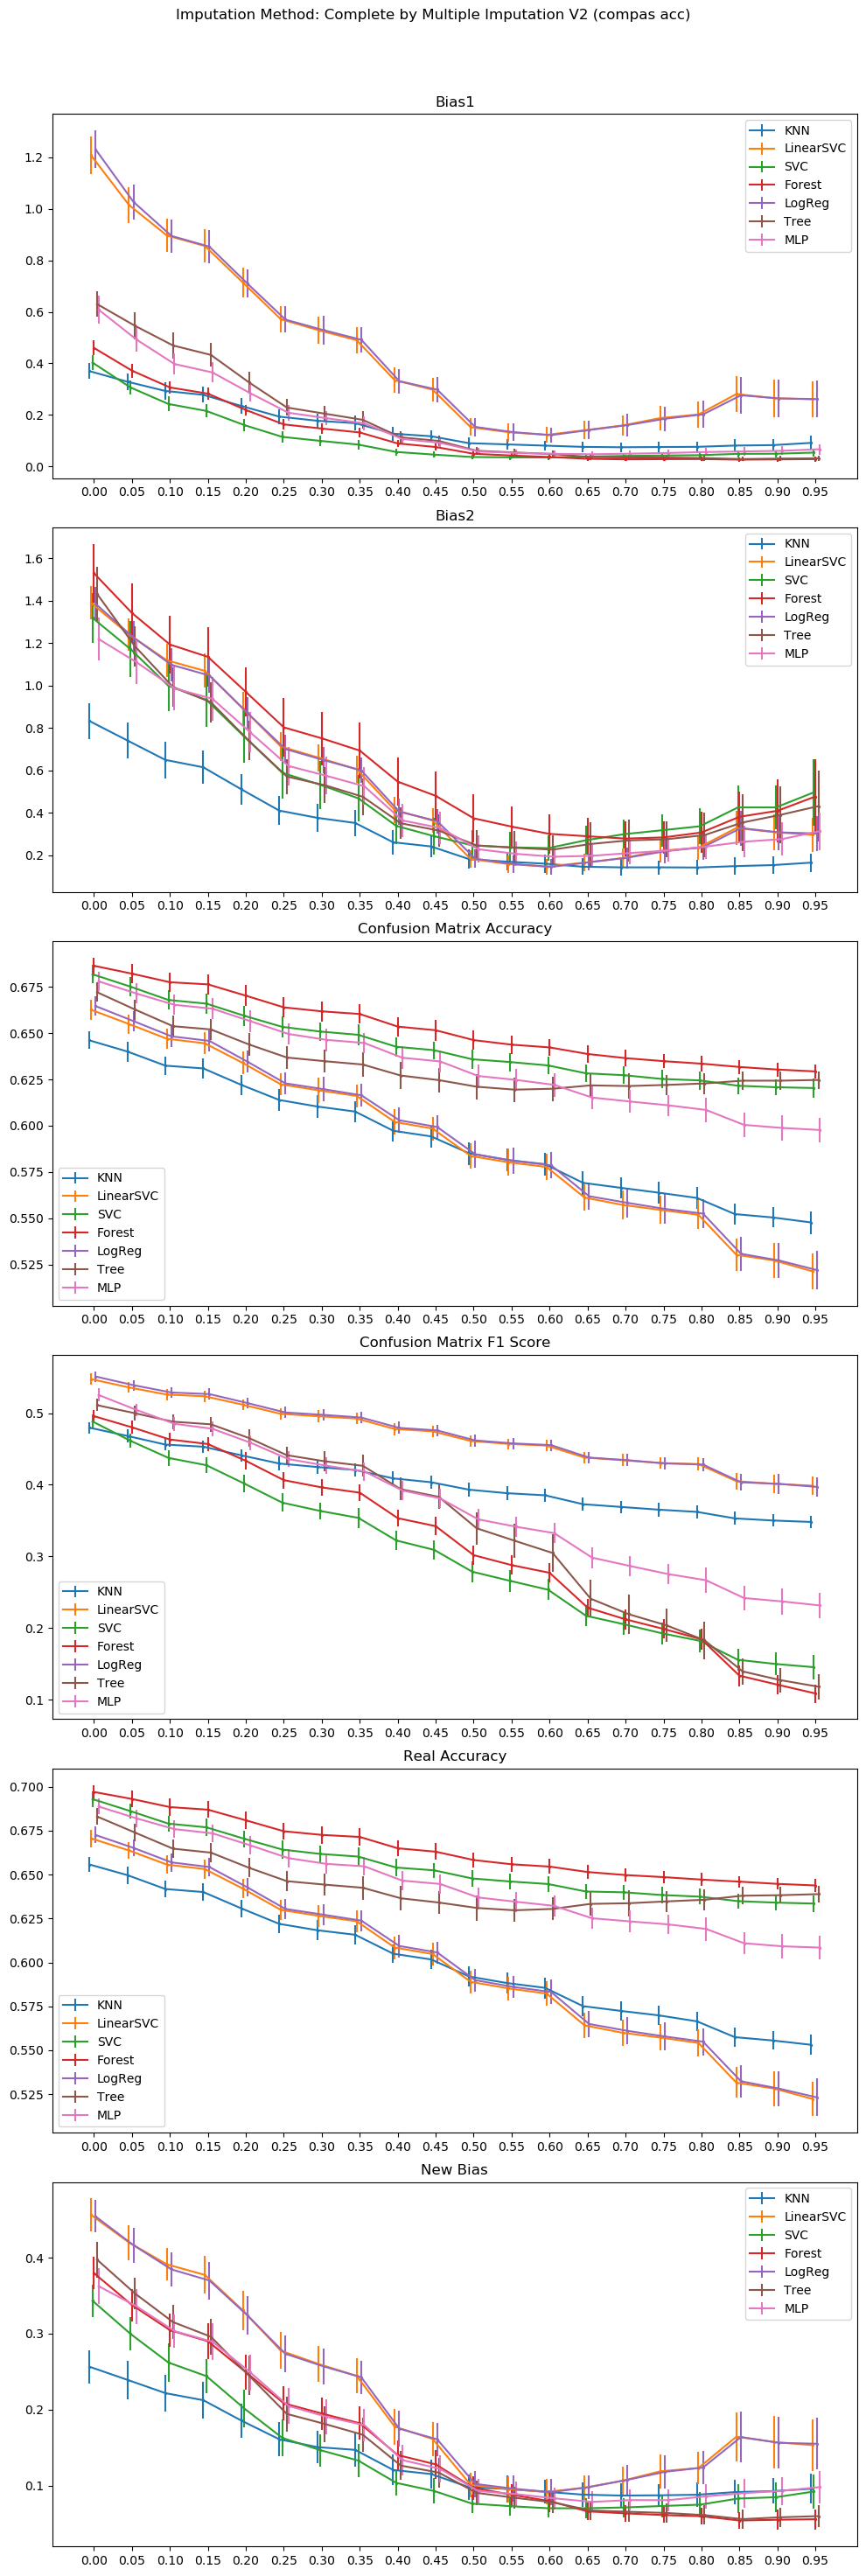 Imputation Method: Complete by Multiple Imputation V2 (compas acc)
Bias1
1.2
1.0
0.8
0.6
0.4
0.2
0.0
KNN
LinearSVC
SVC
Forest
LogReg
Tree
MLP
0.00 0.05 0.10 0.15 0.20 0.25 0.30 0.35 0.40 0.45 0.50 0.55 0.60 0.65 0.70 0.75 0.80 0.85 0.90 0.95
Bias2
1.6
1.4
1.2
1.0
0.8
0.6
0.4
0.2
KNN
LinearSVC
SVC
Forest
LogReg
Tree
MLP
0.00 0.05 0.10 0.15 0.20 0.25 0.30 0.35 0.40 0.45 0.50 0.55 0.60 0.65 0.70 0.75 0.80 0.85 0.90 0.95
Confusion Matrix Accuracy
0.675
0.650
0.625
0.600
0.575
0.550
0.525
KNN
LinearSVC
SVC
Forest
LogReg
Tree
MLP
0.00 0.05 0.10 0.15 0.20 0.25 0.30 0.35 0.40 0.45 0.50 0.55 0.60 0.65 0.70 0.75 0.80 0.85 0.90 0.95
Confusion Matrix F1 Score
0.5
0.4
0.3
0.2
0.1
KNN
LinearSVC
SVC
Forest
LogReg
Tree
MLP
0.00 0.05 0.10 0.15 0.20 0.25 0.30 0.35 0.40 0.45 0.50 0.55 0.60 0.65 0.70 0.75 0.80 0.85 0.90 0.95
Real Accuracy
0.700
0.675
0.650
0.625
0.600
0.575
0.550
0.525
KNN
LinearSVC
SVC
Forest
LogReg
Tree
MLP
0.00 0.05 0.10 0.15 0.20 0.25 0.30 0.35 0.40 0.45 0.50 0.55 0.60 0.65 0.70 0.75 0.80 0.85 0.90 0.95
New Bias
0.4
0.3
0.2
0.1
KNN
LinearSVC
SVC
Forest
LogReg
Tree
MLP
0.00 0.05 0.10 0.15 0.20 0.25 0.30 0.35 0.40 0.45 0.50 0.55 0.60 0.65 0.70 0.75 0.80 0.85 0.90 0.95